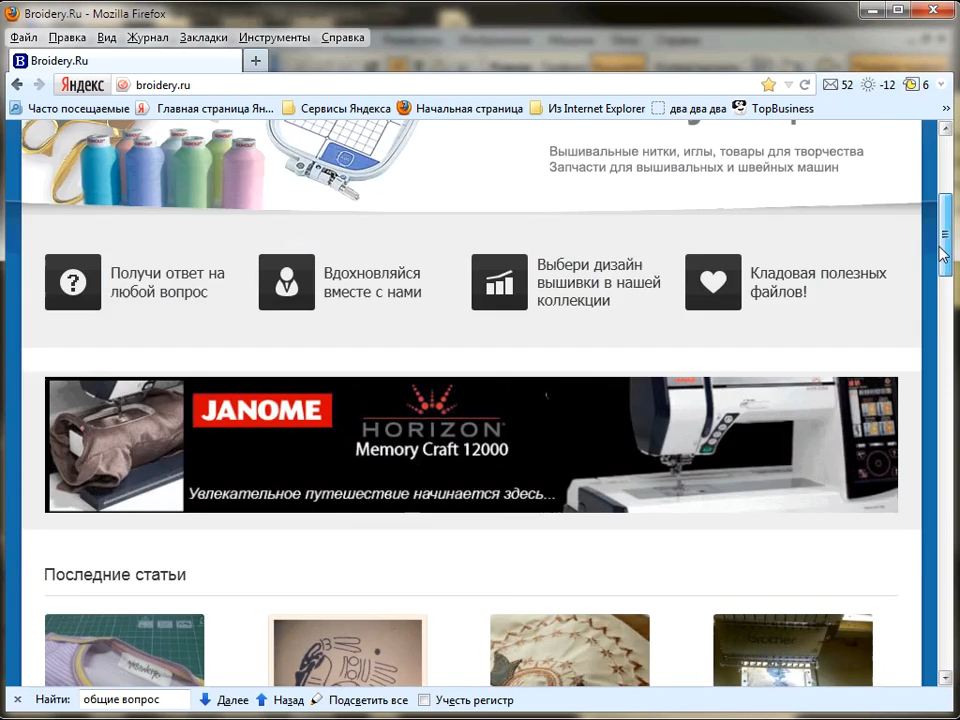 Broidery.Ru - Mozilla Firefox
Файл Правка Вид Журнал Закладки Инструменты Справка
Broidery.Ru
Яндекс broidery.ru 52 -12 6
Часто посещаемые Главная страница Ян... Сервисы Яндекса Начальная страница Из Internet Explorer два два два TopBusiness
Вышивальные нитки, иглы, товары для творчества
Запчасти для вышивальных и швейных машин
Получи ответ на
любой вопрос
Вдохновляйся
вместе с нами
Выбери дизайн
вышивки в нашей
коллекции
Кладовая полезных
файлов!
JANOME
HORIZON
Memory Craft 12000
Увлекательное путешествие начинается здесь...
Последние статьи
brother
Найти: общие вопрос Далее Назад Подсветить все Учесть регистр